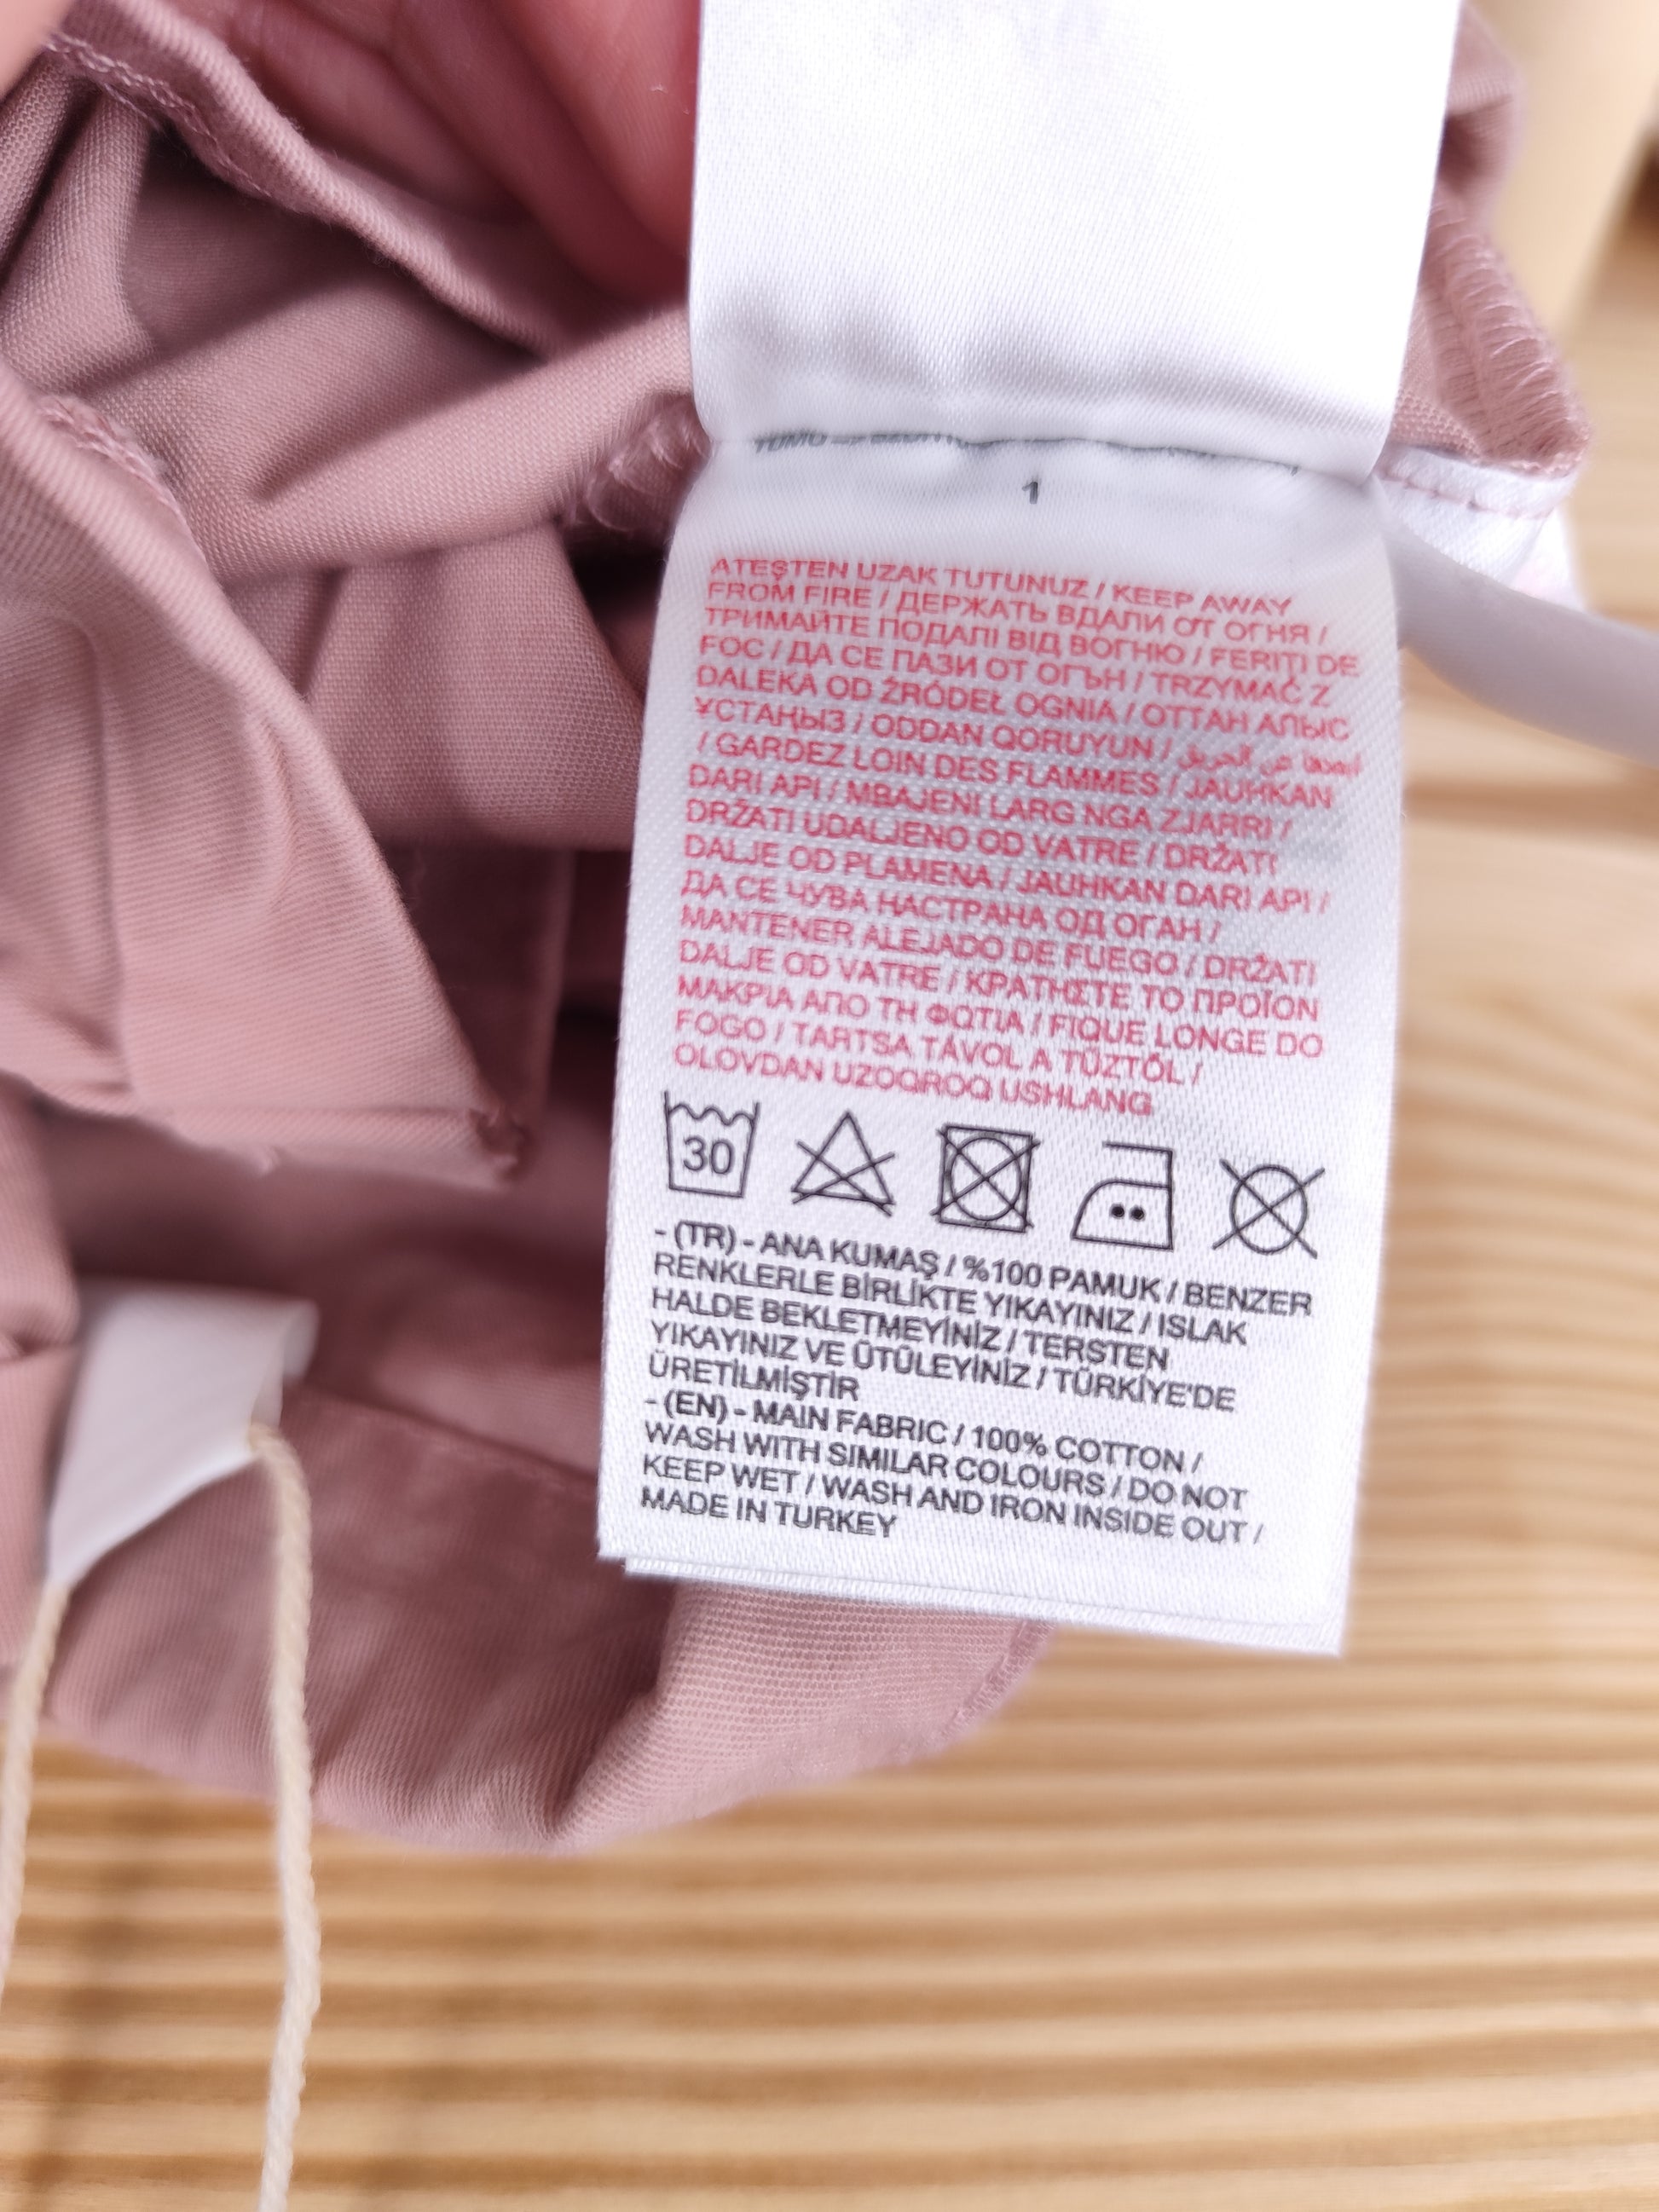 1
ATEŞTEN UZAK TUTUNUZ / KEEP AWAY
FROM FIRE / ДЕРЖАТЬ ВДАЛИ ОТ ОГНЯ /
ТРИМАЙТЕ ПОДАЛІ ВІД ВОГНЮ / FERIȚI DE
FOC / ДА СЕ ПАЗИ ОТ ОГЪН / TRZYMAĆ Z
DALEKA OD ŹRÓDEŁ OGNIA / ОТТАН АЛЫС
ҰСТАҢЫЗ / ODDAN QORUYUN / ابعدها عن الحريق
/ GARDEZ LOIN DES FLAMMES / JAUHKAN
DARI API / MBAJENI LARG NGA ZJARRI /
DRŽATI UDALJENO OD VATRE / DRŽATI
DALJE OD PLAMENA / JAUHKAN DARI API /
ДА СЕ ЧУВА НАСТРАНА ОД ОГАН /
MANTENER ALEJADO DE FUEGO / DRŽATI
DALJE OD VATRE / ΚΡΑΤΗΣΤΕ ΤΟ ΠΡΟΪΟΝ
ΜΑΚΡΙΑ ΑΠΟ ΤΗ ΦΩΤΙΑ / FIQUE LONGE DO
FOGO / TARTSA TÁVOL A TŰZTŐL /
OLOVDAN UZOQROQ USHLANG
30
- (TR) - ANA KUMAŞ / %100 PAMUK / BENZER
RENKLERLE BİRLİKTE YIKAYINIZ / ISLAK
HALDE BEKLETMEYİNİZ / TERSTEN
YIKAYINIZ VE ÜTÜLEYİNİZ / TÜRKİYE'DE
ÜRETİLMİŞTİR
- (EN) - MAIN FABRIC / 100% COTTON /
WASH WITH SIMILAR COLOURS / DO NOT
KEEP WET / WASH AND IRON INSIDE OUT /
MADE IN TURKEY